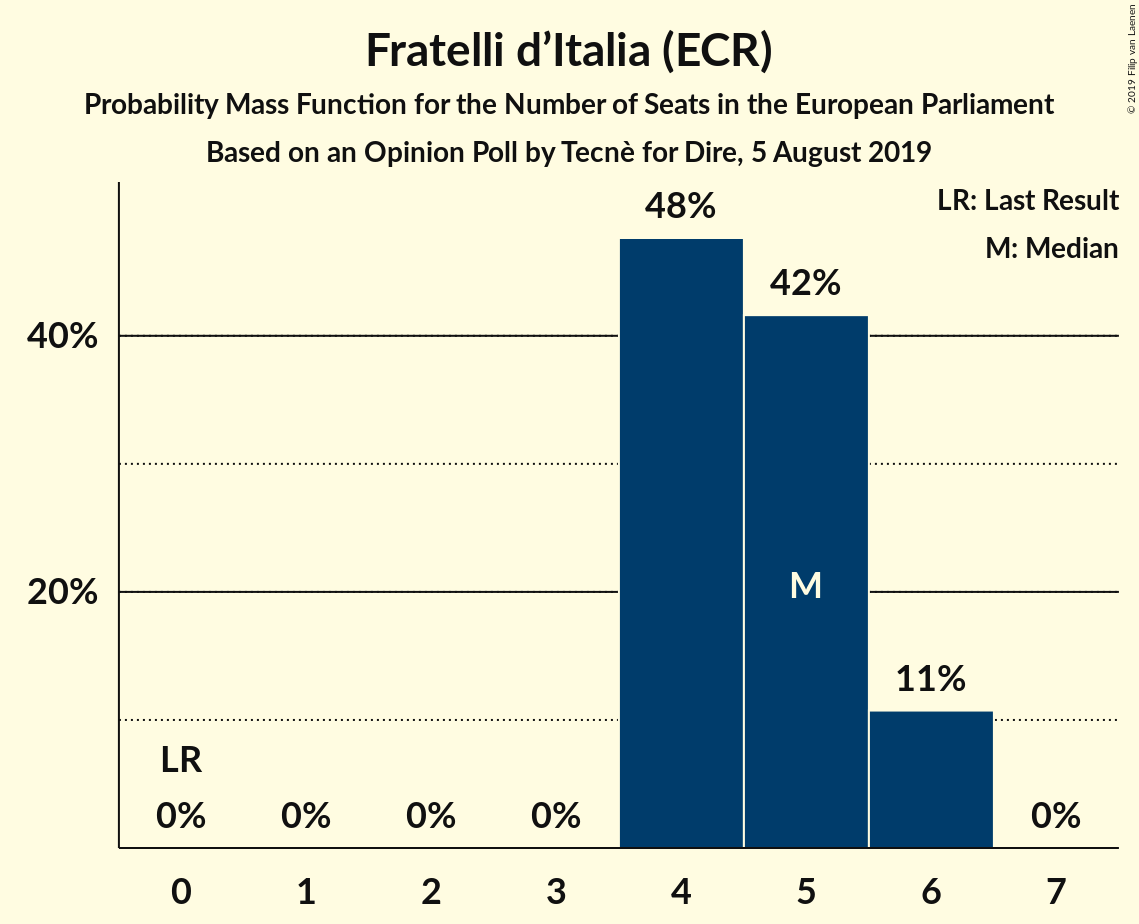 Fratelli d’Italia (ECR)
Probability Mass Function for the Number of Seats in the European Parliament
Based on an Opinion Poll by Tecnè for Dire, 5 August 2019
© 2019 Filip van Laenen
LR: Last Result
M: Median
48%
42%
40%
M
20%
11%
LR
0% 0% 0% 0% 0%
0 1 2 3 4 5 6 7